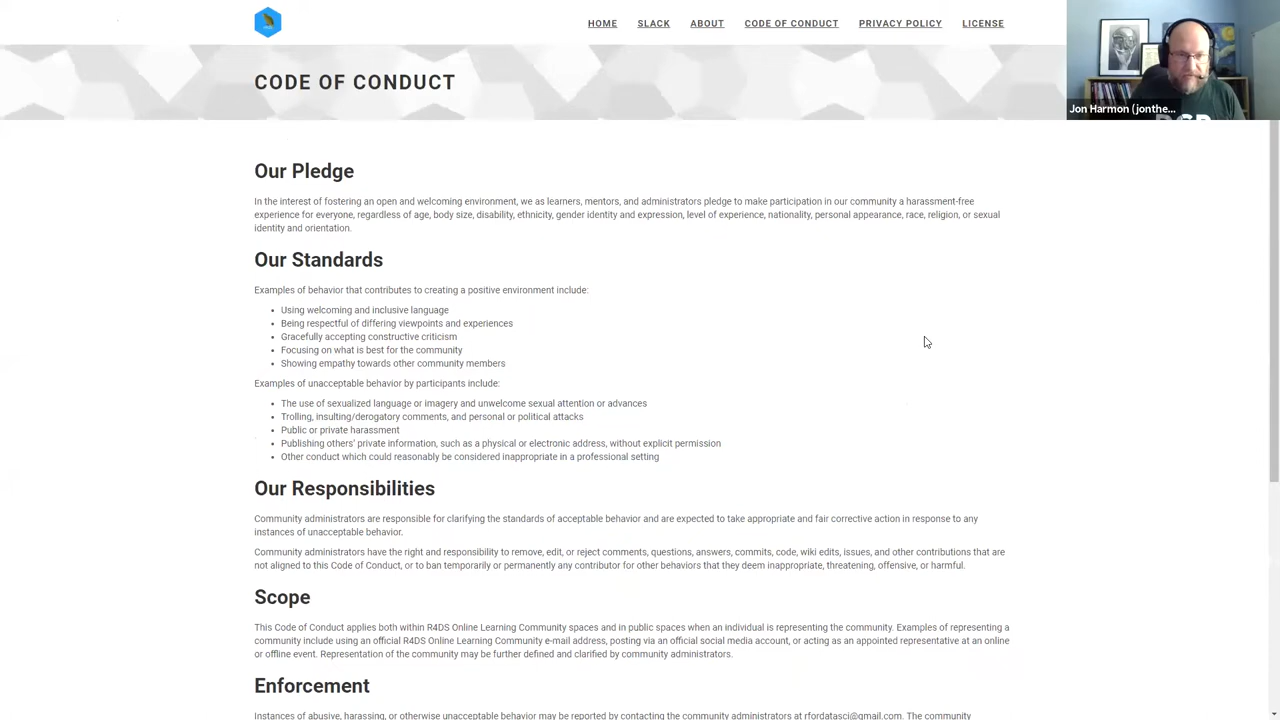 HOME SLACK ABOUT CODE OF CONDUCT PRIVACY POLICY LICENSE
CODE OF CONDUCT
Jon Harmon (jonthe...
Our Pledge
In the interest of fostering an open and welcoming environment, we as learners, mentors, and administrators pledge to make participation in our community a harassment-free
experience for everyone, regardless of age, body size, disability, ethnicity, gender identity and expression, level of experience, nationality, personal appearance, race, religion, or sexual
identity and orientation.
Our Standards
Examples of behavior that contributes to creating a positive environment include:
• Using welcoming and inclusive language
• Being respectful of differing viewpoints and experiences
• Gracefully accepting constructive criticism
• Focusing on what is best for the community
• Showing empathy towards other community members
Examples of unacceptable behavior by participants include:
• The use of sexualized language or imagery and unwelcome sexual attention or advances
• Trolling, insulting/derogatory comments, and personal or political attacks
• Public or private harassment
• Publishing others' private information, such as a physical or electronic address, without explicit permission
• Other conduct which could reasonably be considered inappropriate in a professional setting
Our Responsibilities
Community administrators are responsible for clarifying the standards of acceptable behavior and are expected to take appropriate and fair corrective action in response to any
instances of unacceptable behavior.
Community administrators have the right and responsibility to remove, edit, or reject comments, questions, answers, commits, code, wiki edits, issues, and other contributions that are
not aligned to this Code of Conduct, or to ban temporarily or permanently any contributor for other behaviors that they deem inappropriate, threatening, offensive, or harmful.
Scope
This Code of Conduct applies both within R4DS Online Learning Community spaces and in public spaces when an individual is representing the community. Examples of representing a
community include using an official R4DS Online Learning Community e-mail address, posting via an official social media account, or acting as an appointed representative at an online
or offline event. Representation of the community may be further defined and clarified by community administrators.
Enforcement
Instances of abusive, harassing, or otherwise unacceptable behavior may be reported by contacting the community administrators at rfordatasci@gmail.com. The community